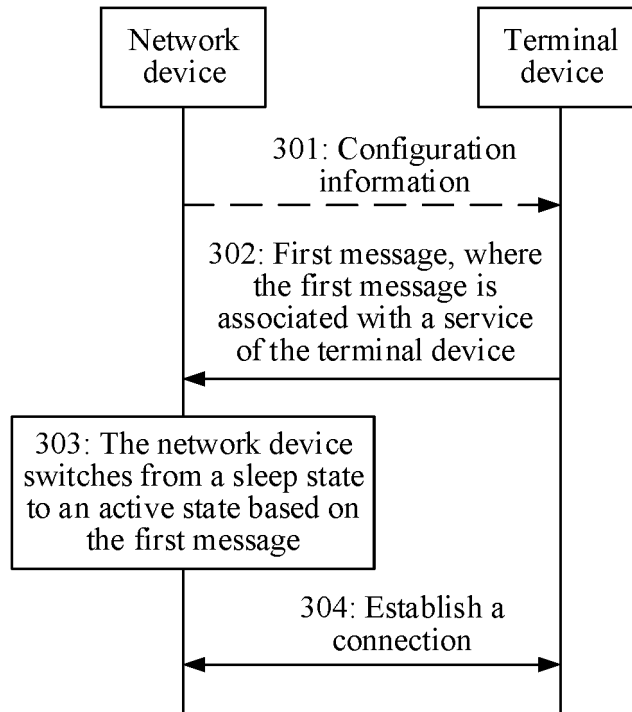 Network
device
Terminal
device
301: Configuration
information
302: First message, where
the first message is
associated with a service
of the terminal device
303: The network device
switches from a sleep state
to an active state based on
the first message
304: Establish a
connection